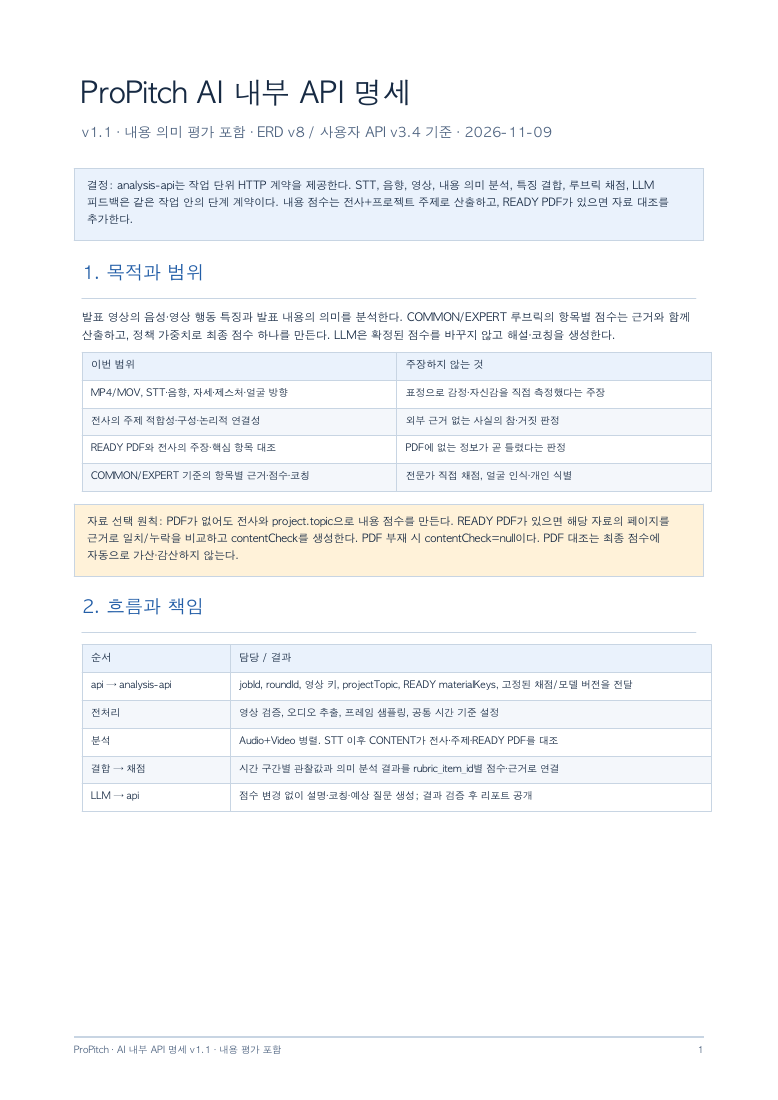 ProPitch AI 내부 API 명세
v1.1 · 내용 의미 평가 포함 · ERD v8 / 사용자 API v3.4 기준 · 2026-11-09
결정: analysis-api는 작업 단위 HTTP 계약을 제공한다. STT, 음향, 영상, 내용 의미 분석, 특징 결합, 루브릭 채점, LLM
피드백은 같은 작업 안의 단계 계약이다. 내용 점수는 전사+프로젝트 주제로 산출하고, READY PDF가 있으면 자료 대조를
추가한다.
1. 목적과 범위
발표 영상의 음성·영상 행동 특징과 발표 내용의 의미를 분석한다. COMMON/EXPERT 루브릭의 항목별 점수는 근거와 함께
산출하고, 정책 가중치로 최종 점수 하나를 만든다. LLM은 확정된 점수를 바꾸지 않고 해설·코칭을 생성한다.
이번 범위 주장하지 않는 것
MP4/MOV, STT·음향, 자세·제스처·얼굴 방향 표정으로 감정·자신감을 직접 측정했다는 주장
전사의 주제 적합성·구성·논리적 연결성 외부 근거 없는 사실의 참·거짓 판정
READY PDF와 전사의 주장·핵심 항목 대조 PDF에 없는 정보가 곧 틀렸다는 판정
COMMON/EXPERT 기준의 항목별 근거·점수·코칭 전문가 직접 채점, 얼굴 인식·개인 식별
자료 선택 원칙: PDF가 없어도 전사와 project.topic으로 내용 점수를 만든다. READY PDF가 있으면 해당 자료의 페이지를
근거로 일치/누락을 비교하고 contentCheck를 생성한다. PDF 부재 시 contentCheck=null이다. PDF 대조는 최종 점수에
자동으로 가산·감산하지 않는다.
2. 흐름과 책임
순서 담당 / 결과
api → analysis-api jobId, roundId, 영상 키, projectTopic, READY materialKeys, 고정된 채점/모델 버전을 전달
전처리 영상 검증, 오디오 추출, 프레임 샘플링, 공통 시간 기준 설정
분석 Audio+Video 병렬. STT 이후 CONTENT가 전사·주제·READY PDF를 대조
결합 → 채점 시간 구간별 관찰값과 의미 분석 결과를 rubric_item_id별 점수·근거로 연결
LLM → api 점수 변경 없이 설명·코칭·예상 질문 생성; 결과 검증 후 리포트 공개
ProPitch · AI 내부 API 명세 v1.1 · 내용 평가 포함 1